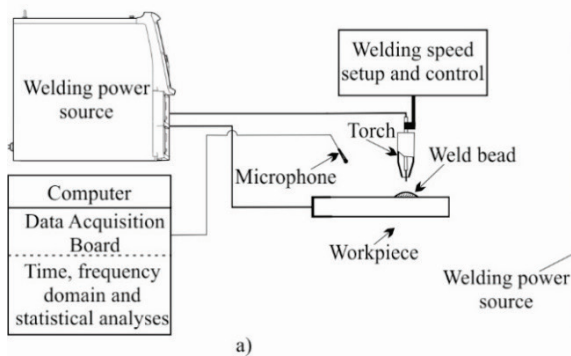 Welding power
source
Welding speed
setup and control
Torch
Weld bead
Microphone
Computer
Data Acquisition
Board
Time, frequency
domain and
statistical analyses
Workpiece
Welding power
source
a)